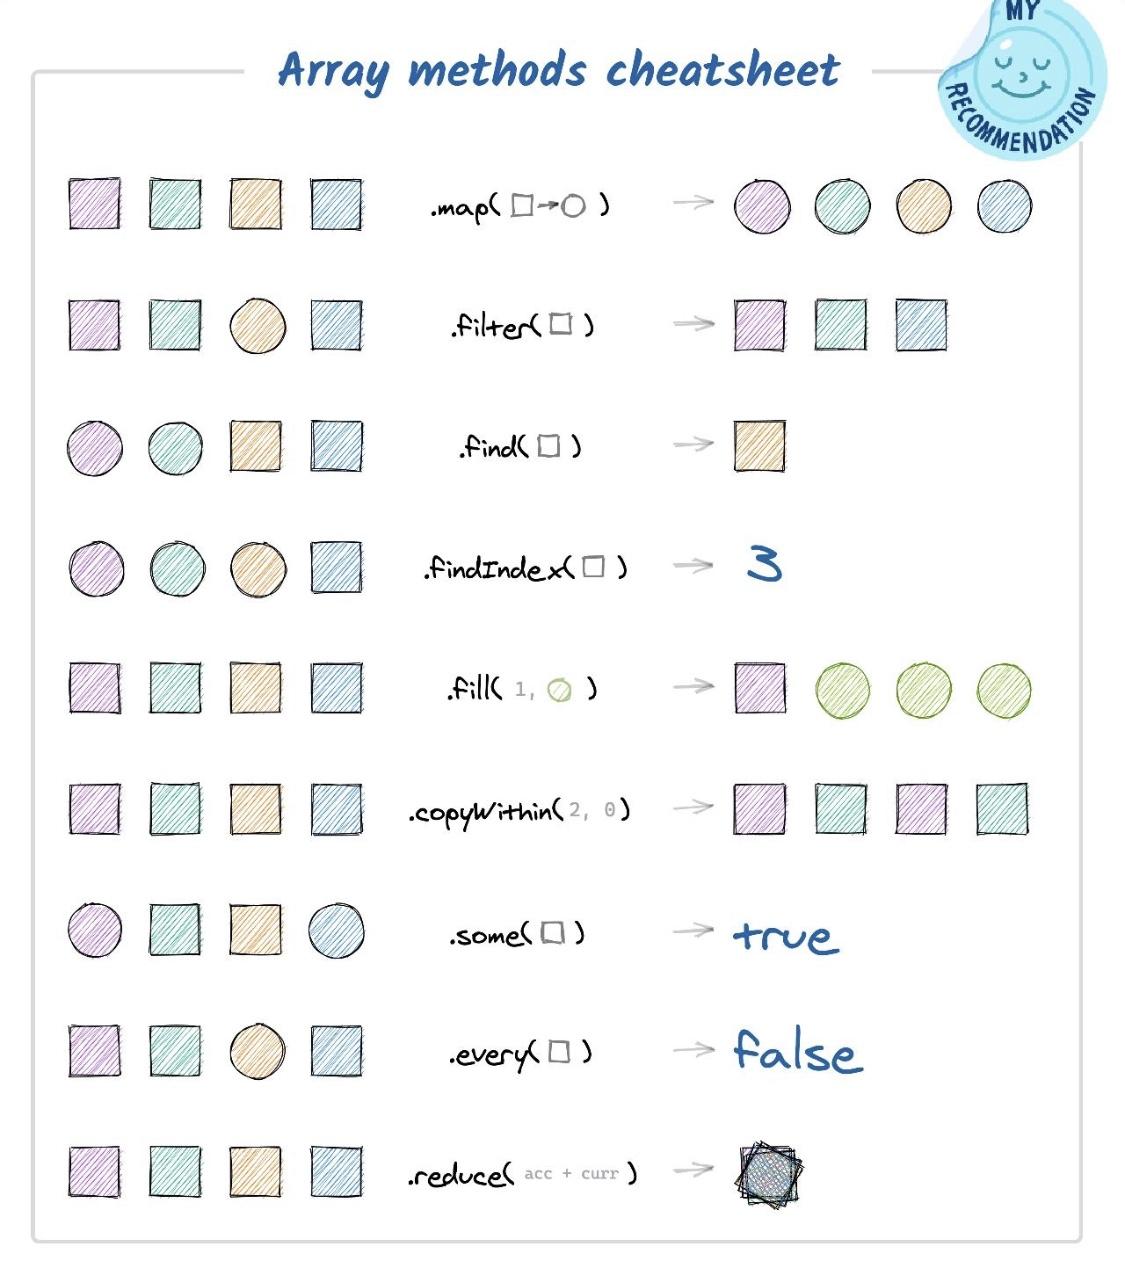 Array methods cheatsheet
MY
RECOMMENDATION
.map( )
.filter( )
.find( )
.findIndex( )
3
.fill( 1, )
.copyWithin( 2, 0 )
.some( )
true
.every( )
false
.reduce( acc + curr )